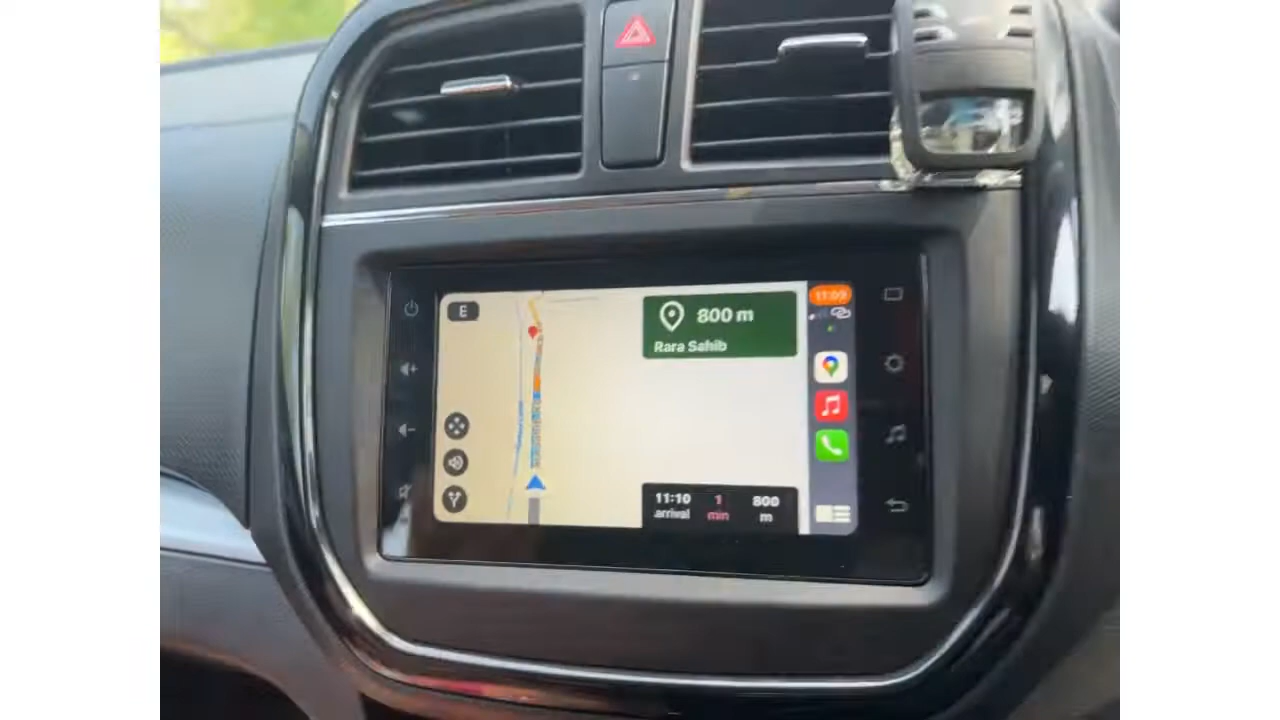 E
800 m
Rara Sahib
11:09
11:10
arrival
1
min
800
m